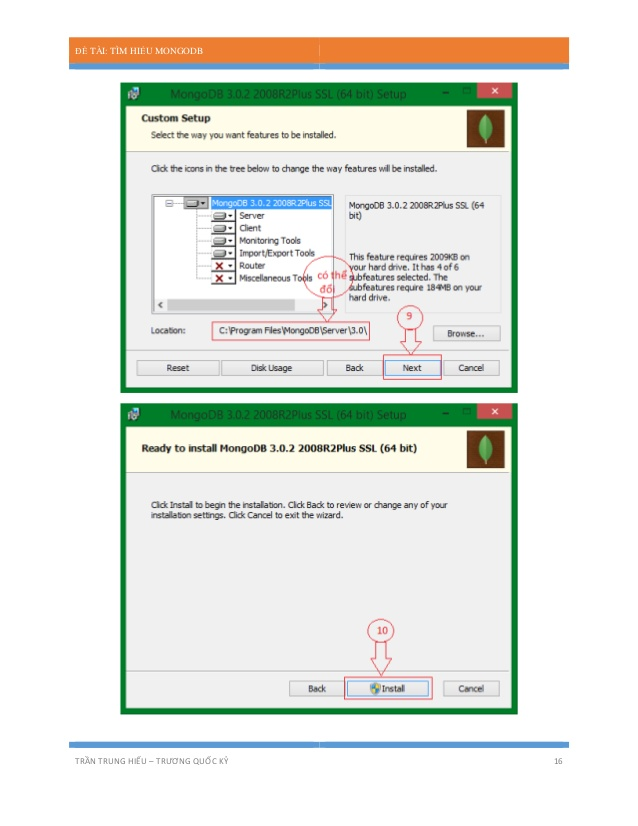 ĐỀ TÀI: TÌM HIỂU MONGODB
MongoDB 3.0.2 2008R2Plus SSL (64 bit) Setup
Custom Setup
Select the way you want features to be installed.
Click the icons in the tree below to change the way features will be installed.
MongoDB 3.0.2 2008R2Plus SSL
Server
Client
Monitoring Tools
Import/Export Tools
Router
Miscellaneous Tools
có thể
đổi
MongoDB 3.0.2 2008R2Plus SSL (64
bit)
This feature requires 2009KB on
your hard drive. It has 4 of 6
subfeatures selected. The
subfeatures require 184MB on your
hard drive.
Location:
C:\Program Files\MongoDB\Server\3.0\
9
Browse...
Reset
Disk Usage
Back
Next
Cancel
MongoDB 3.0.2 2008R2Plus SSL (64 bit) Setup
Ready to install MongoDB 3.0.2 2008R2Plus SSL (64 bit)
Click Install to begin the installation. Click Back to review or change any of your
installation settings. Click Cancel to exit the wizard.
10
Back
Install
Cancel
TRẦN TRUNG HIẾU – TRƯƠNG QUỐC KỶ
16